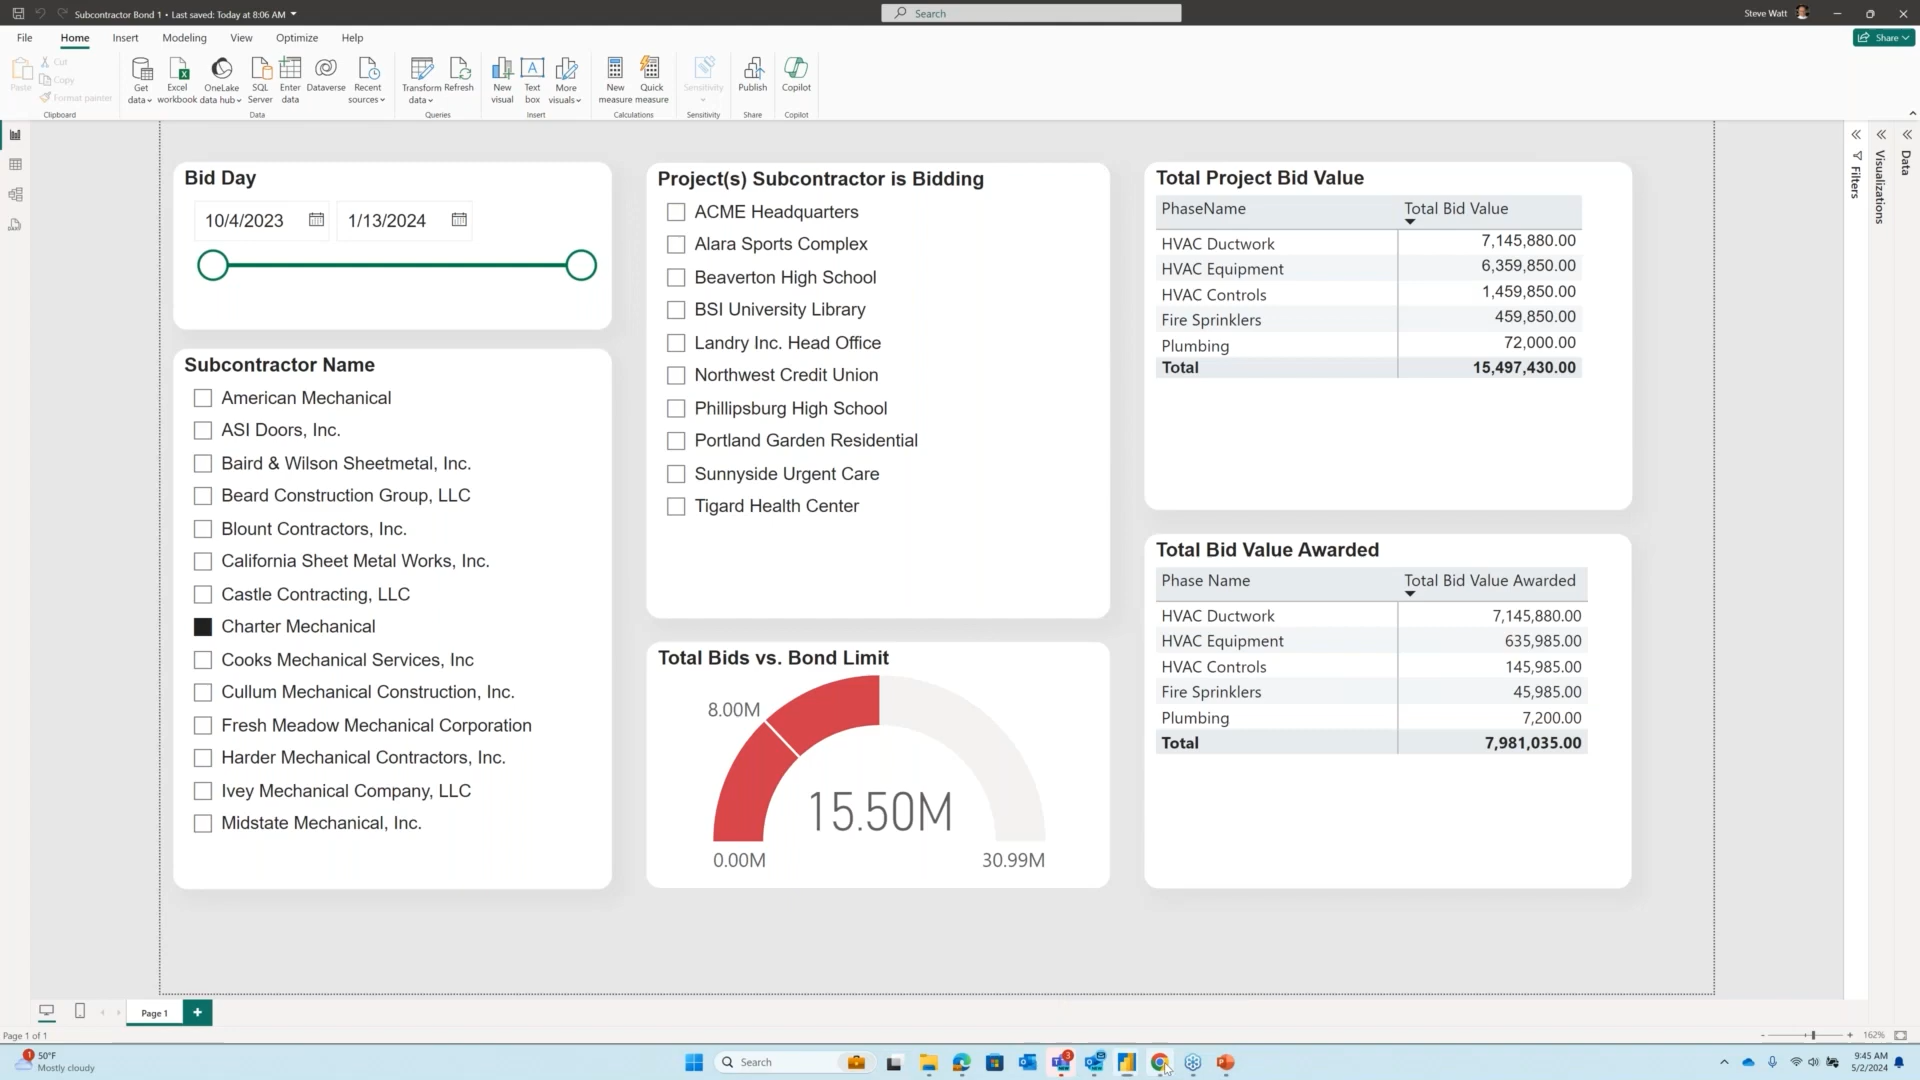 Subcontractor Bond 1 • Last saved: Today at 8:06 AM
Search
Steve Watt
File
Home
Insert
Modeling
View
Optimize
Help
Share
Paste
Cut
Copy
Format painter
Clipboard
Get data
Excel workbook
OneLake data hub
SQL Server
Enter data
Dataverse
Recent sources
Data
Transform data
Refresh
Queries
New visual
Text box
More visuals
Insert
New measure
Quick measure
Calculations
Sensitivity
Sensitivity
Publish
Share
Copilot
Copilot
Bid Day
10/4/2023
1/13/2024
Subcontractor Name
American Mechanical
ASI Doors, Inc.
Baird & Wilson Sheetmetal, Inc.
Beard Construction Group, LLC
Blount Contractors, Inc.
California Sheet Metal Works, Inc.
Castle Contracting, LLC
Charter Mechanical
Cooks Mechanical Services, Inc
Cullum Mechanical Construction, Inc.
Fresh Meadow Mechanical Corporation
Harder Mechanical Contractors, Inc.
Ivey Mechanical Company, LLC
Midstate Mechanical, Inc.
Project(s) Subcontractor is Bidding
ACME Headquarters
Alara Sports Complex
Beaverton High School
BSI University Library
Landry Inc. Head Office
Northwest Credit Union
Phillipsburg High School
Portland Garden Residential
Sunnyside Urgent Care
Tigard Health Center
Total Bids vs. Bond Limit
8.00M
15.50M
0.00M
30.99M
Total Project Bid Value
PhaseName Total Bid Value
HVAC Ductwork 7,145,880.00
HVAC Equipment 6,359,850.00
HVAC Controls 1,459,850.00
Fire Sprinklers 459,850.00
Plumbing 72,000.00
Total 15,497,430.00
Total Bid Value Awarded
Phase Name Total Bid Value Awarded
HVAC Ductwork 7,145,880.00
HVAC Equipment 635,985.00
HVAC Controls 145,985.00
Fire Sprinklers 45,985.00
Plumbing 7,200.00
Total 7,981,035.00
Filters
Visualizations
Data
Page 1
Page 1 of 1
162%
1
50°F
Mostly cloudy
Search
3
9:45 AM
5/2/2024